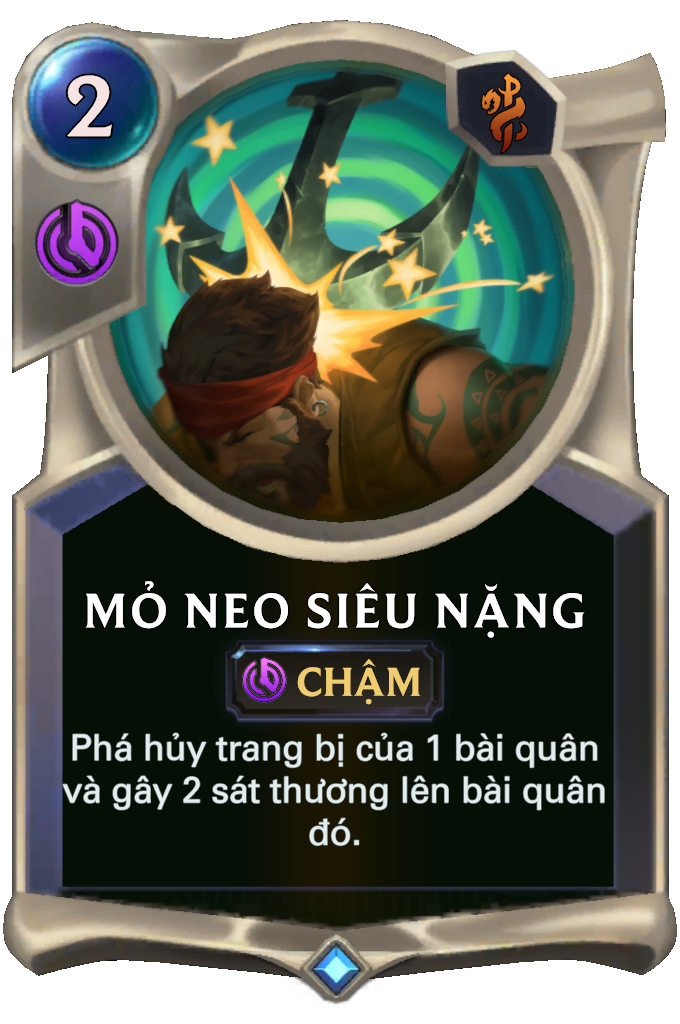 2
MỎ NEO SIÊU NẶNG
CHẬM
Phá hủy trang bị của 1 bài quân
và gây 2 sát thương lên bài quân
đó.